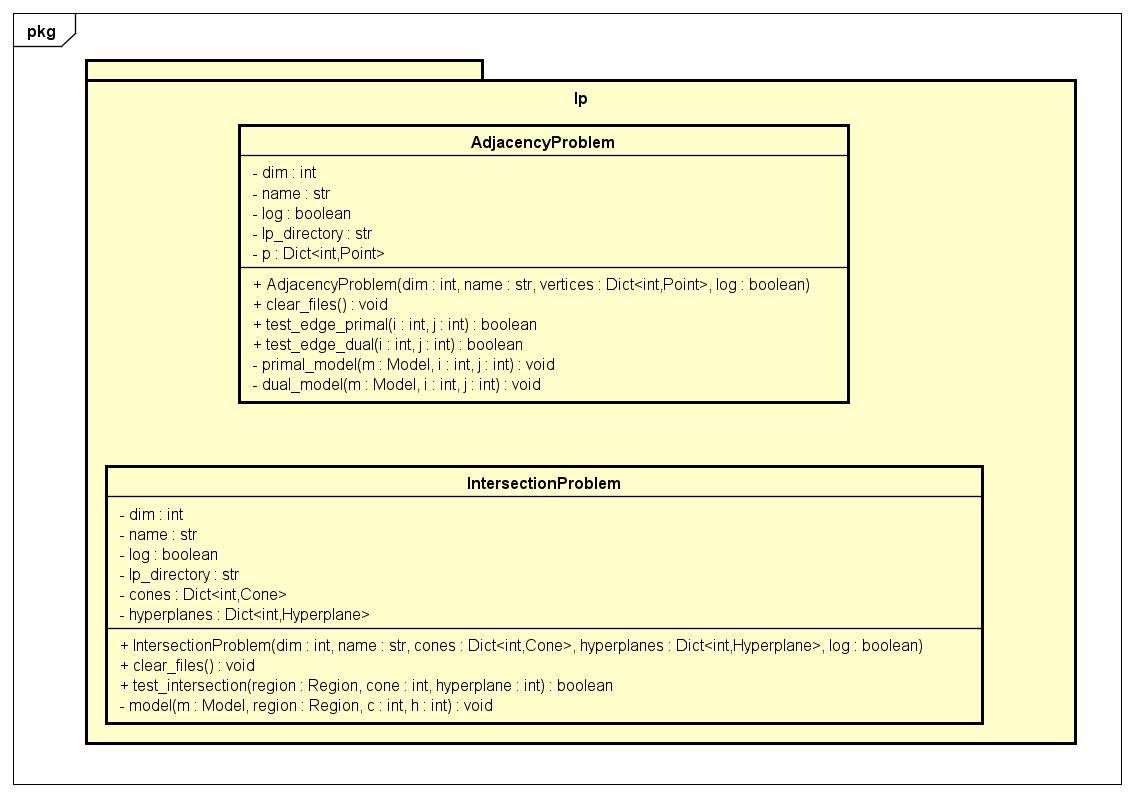 pkg
lp
AdjacencyProblem
- dim : int
- name : str
- log : boolean
- lp_directory : str
- p : Dict<int,Point>
+ AdjacencyProblem(dim : int, name : str, vertices : Dict<int,Point>, log : boolean)
+ clear_files() : void
+ test_edge_primal(i : int, j : int) : boolean
+ test_edge_dual(i : int, j : int) : boolean
- primal_model(m : Model, i : int, j : int) : void
- dual_model(m : Model, i : int, j : int) : void
IntersectionProblem
- dim : int
- name : str
- log : boolean
- lp_directory : str
- cones : Dict<int,Cone>
- hyperplanes : Dict<int,Hyperplane>
+ IntersectionProblem(dim : int, name : str, cones : Dict<int,Cone>, hyperplanes : Dict<int,Hyperplane>, log : boolean)
+ clear_files() : void
+ test_intersection(region : Region, cone : int, hyperplane : int) : boolean
- model(m : Model, region : Region, c : int, h : int) : void